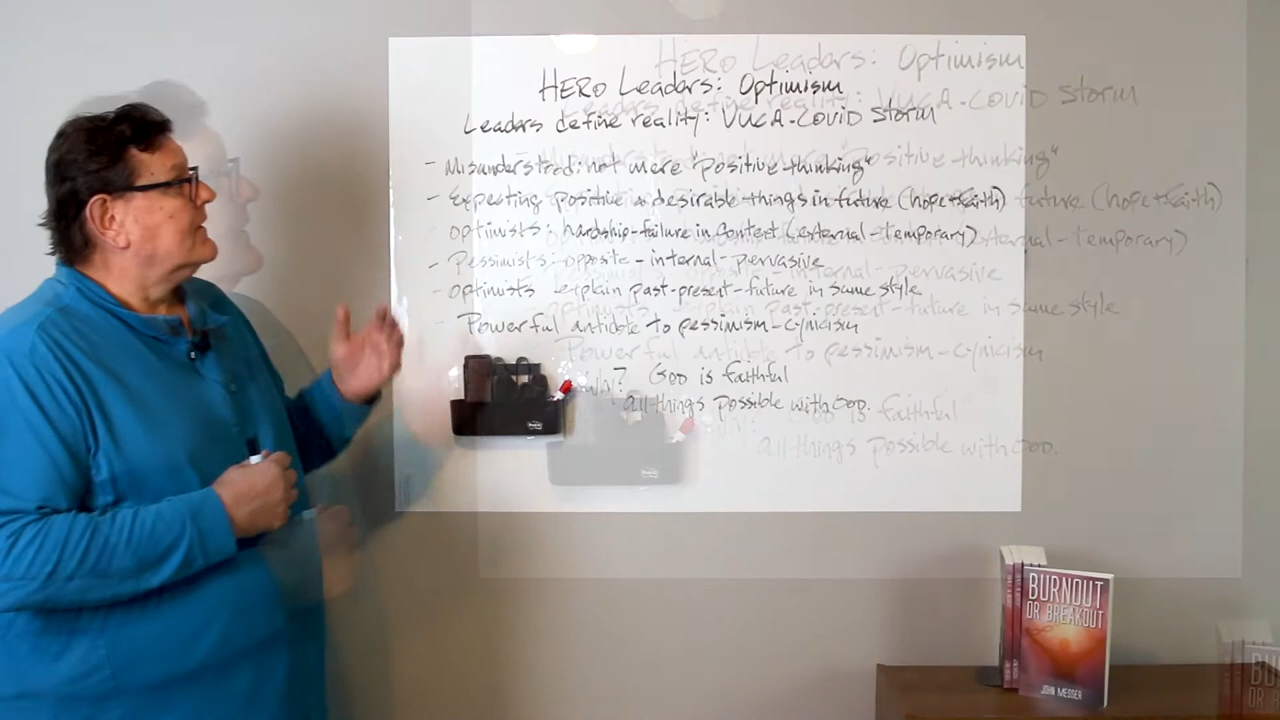 HERO Leaders: Optimism
Leaders define reality: VUCA-COVID Storm
- Misunderstood: not mere "positive-thinking"
- Expecting positive & desirable things in future (hope+faith)
optimists: hardship-failure in context (external-temporary)
- Pessimists: opposite - internal-pervasive
- optimists explain past-present-future in same style
- Powerful antidote to pessimism-cynicism
Why? God is faithful
all things possible with God.
BURNOUT
OR BREAKOUT
JOHN MESSER